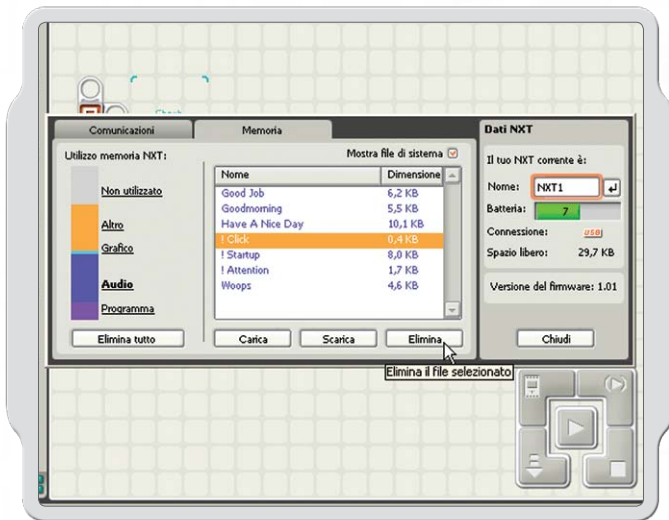 Comunicazioni
Memoria
Utilizzo memoria NXT:
Mostra file di sistema
Non utilizzato
Altro
Grafico
Audio
Programma
Elimina tutto
Nome Dimensione
Good Job 6,2 KB
Goodmorning 5,5 KB
Have A Nice Day 10,1 KB
! Click 0,4 KB
! Startup 8,0 KB
! Attention 1,7 KB
Woops 4,6 KB
Carica
Scarica
Elimina
Elimina il file selezionato
Dati NXT
Il tuo NXT corrente è:
Nome: NXT1
Batteria: 7
Connessione: USB
Spazio libero: 29,7 KB
Versione del firmware: 1.01
Chiudi